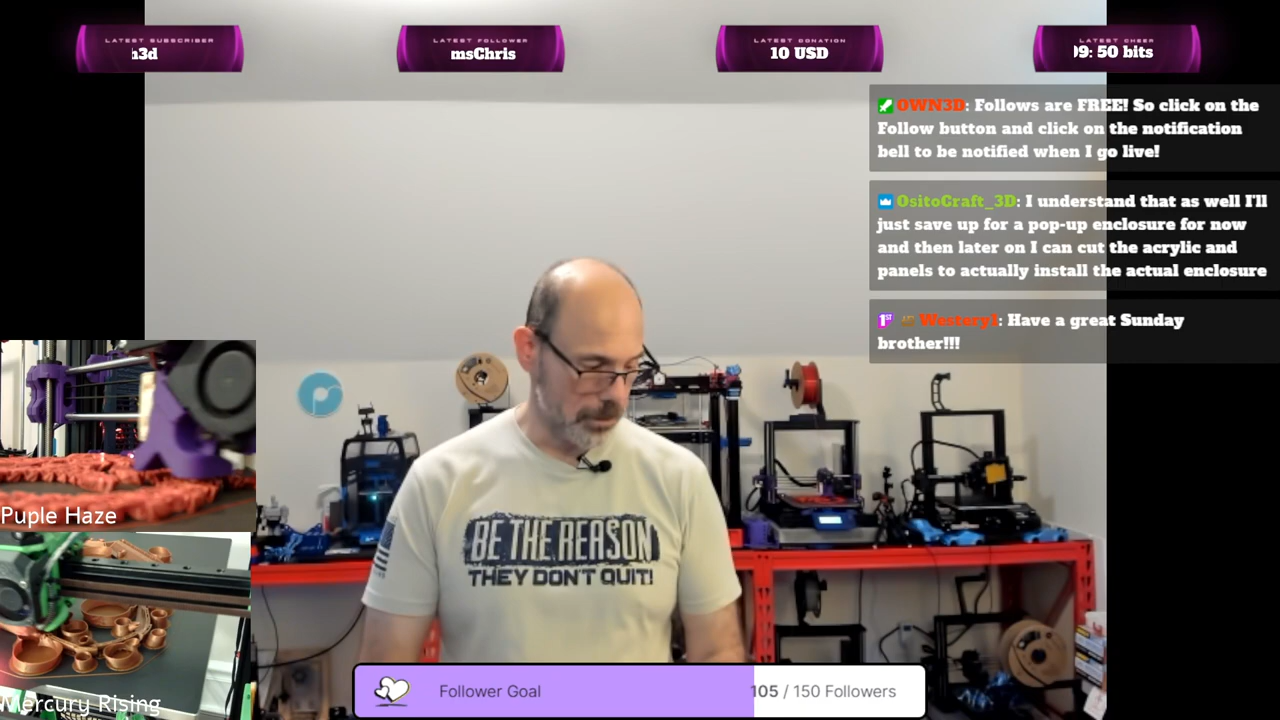 LATEST SUBSCRIBER
h3d
LATEST FOLLOWER
msChris
LATEST DONATION
10 USD
LATEST CHEER
99: 50 bits
OWN3D: Follows are FREE! So click on the
Follow button and click on the notification
bell to be notified when I go live!
OsitoCraft_3D: I understand that as well I'll
just save up for a pop-up enclosure for now
and then later on I can cut the acrylic and
panels to actually install the actual enclosure
1ST Westery1: Have a great Sunday
brother!!!
BE THE REASON
THEY DON'T QUIT!
Puple Haze
Mercury Rising
Follower Goal
105 / 150 Followers